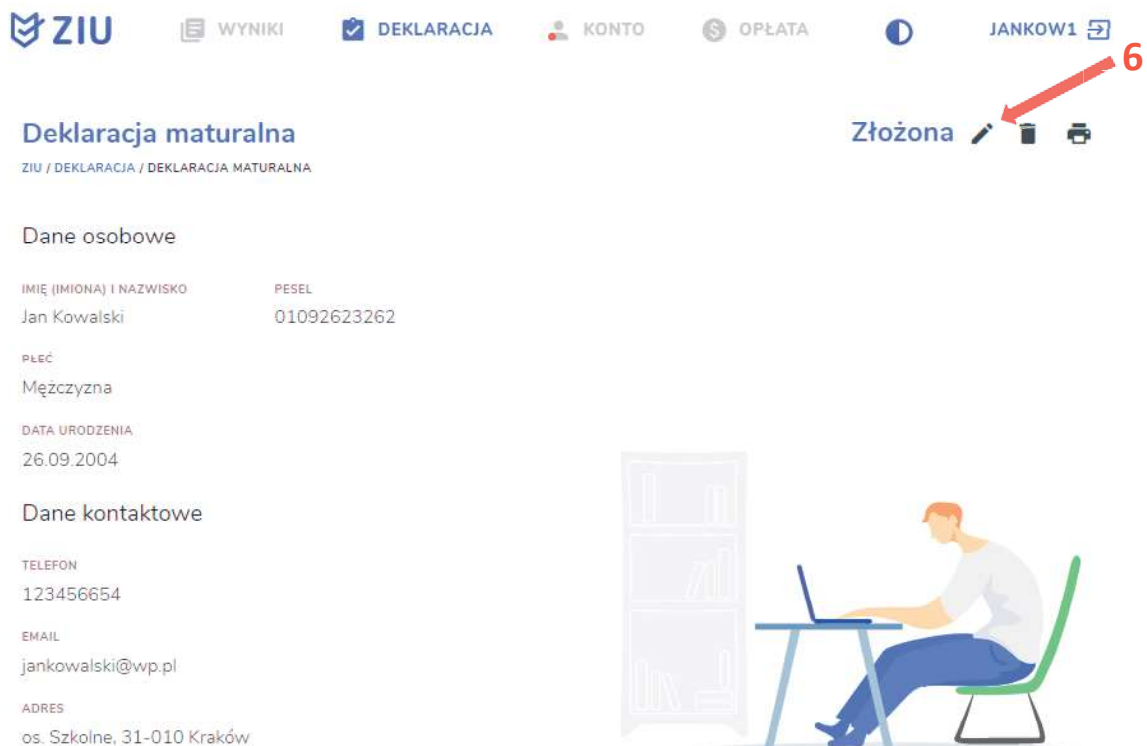 ZIU WYNIKI DEKLARACJA KONTO OPŁATA JANKOW1
6
Deklaracja maturalna Złożona
ZIU / DEKLARACJA / DEKLARACJA MATURALNA
Dane osobowe
IMIĘ (IMIONA) I NAZWISKO PESEL
Jan Kowalski 01092623262
PŁEĆ
Mężczyzna
DATA URODZENIA
26.09.2004
Dane kontaktowe
TELEFON
123456654
EMAIL
jankowalski@wp.pl
ADRES
os. Szkolne, 31-010 Kraków